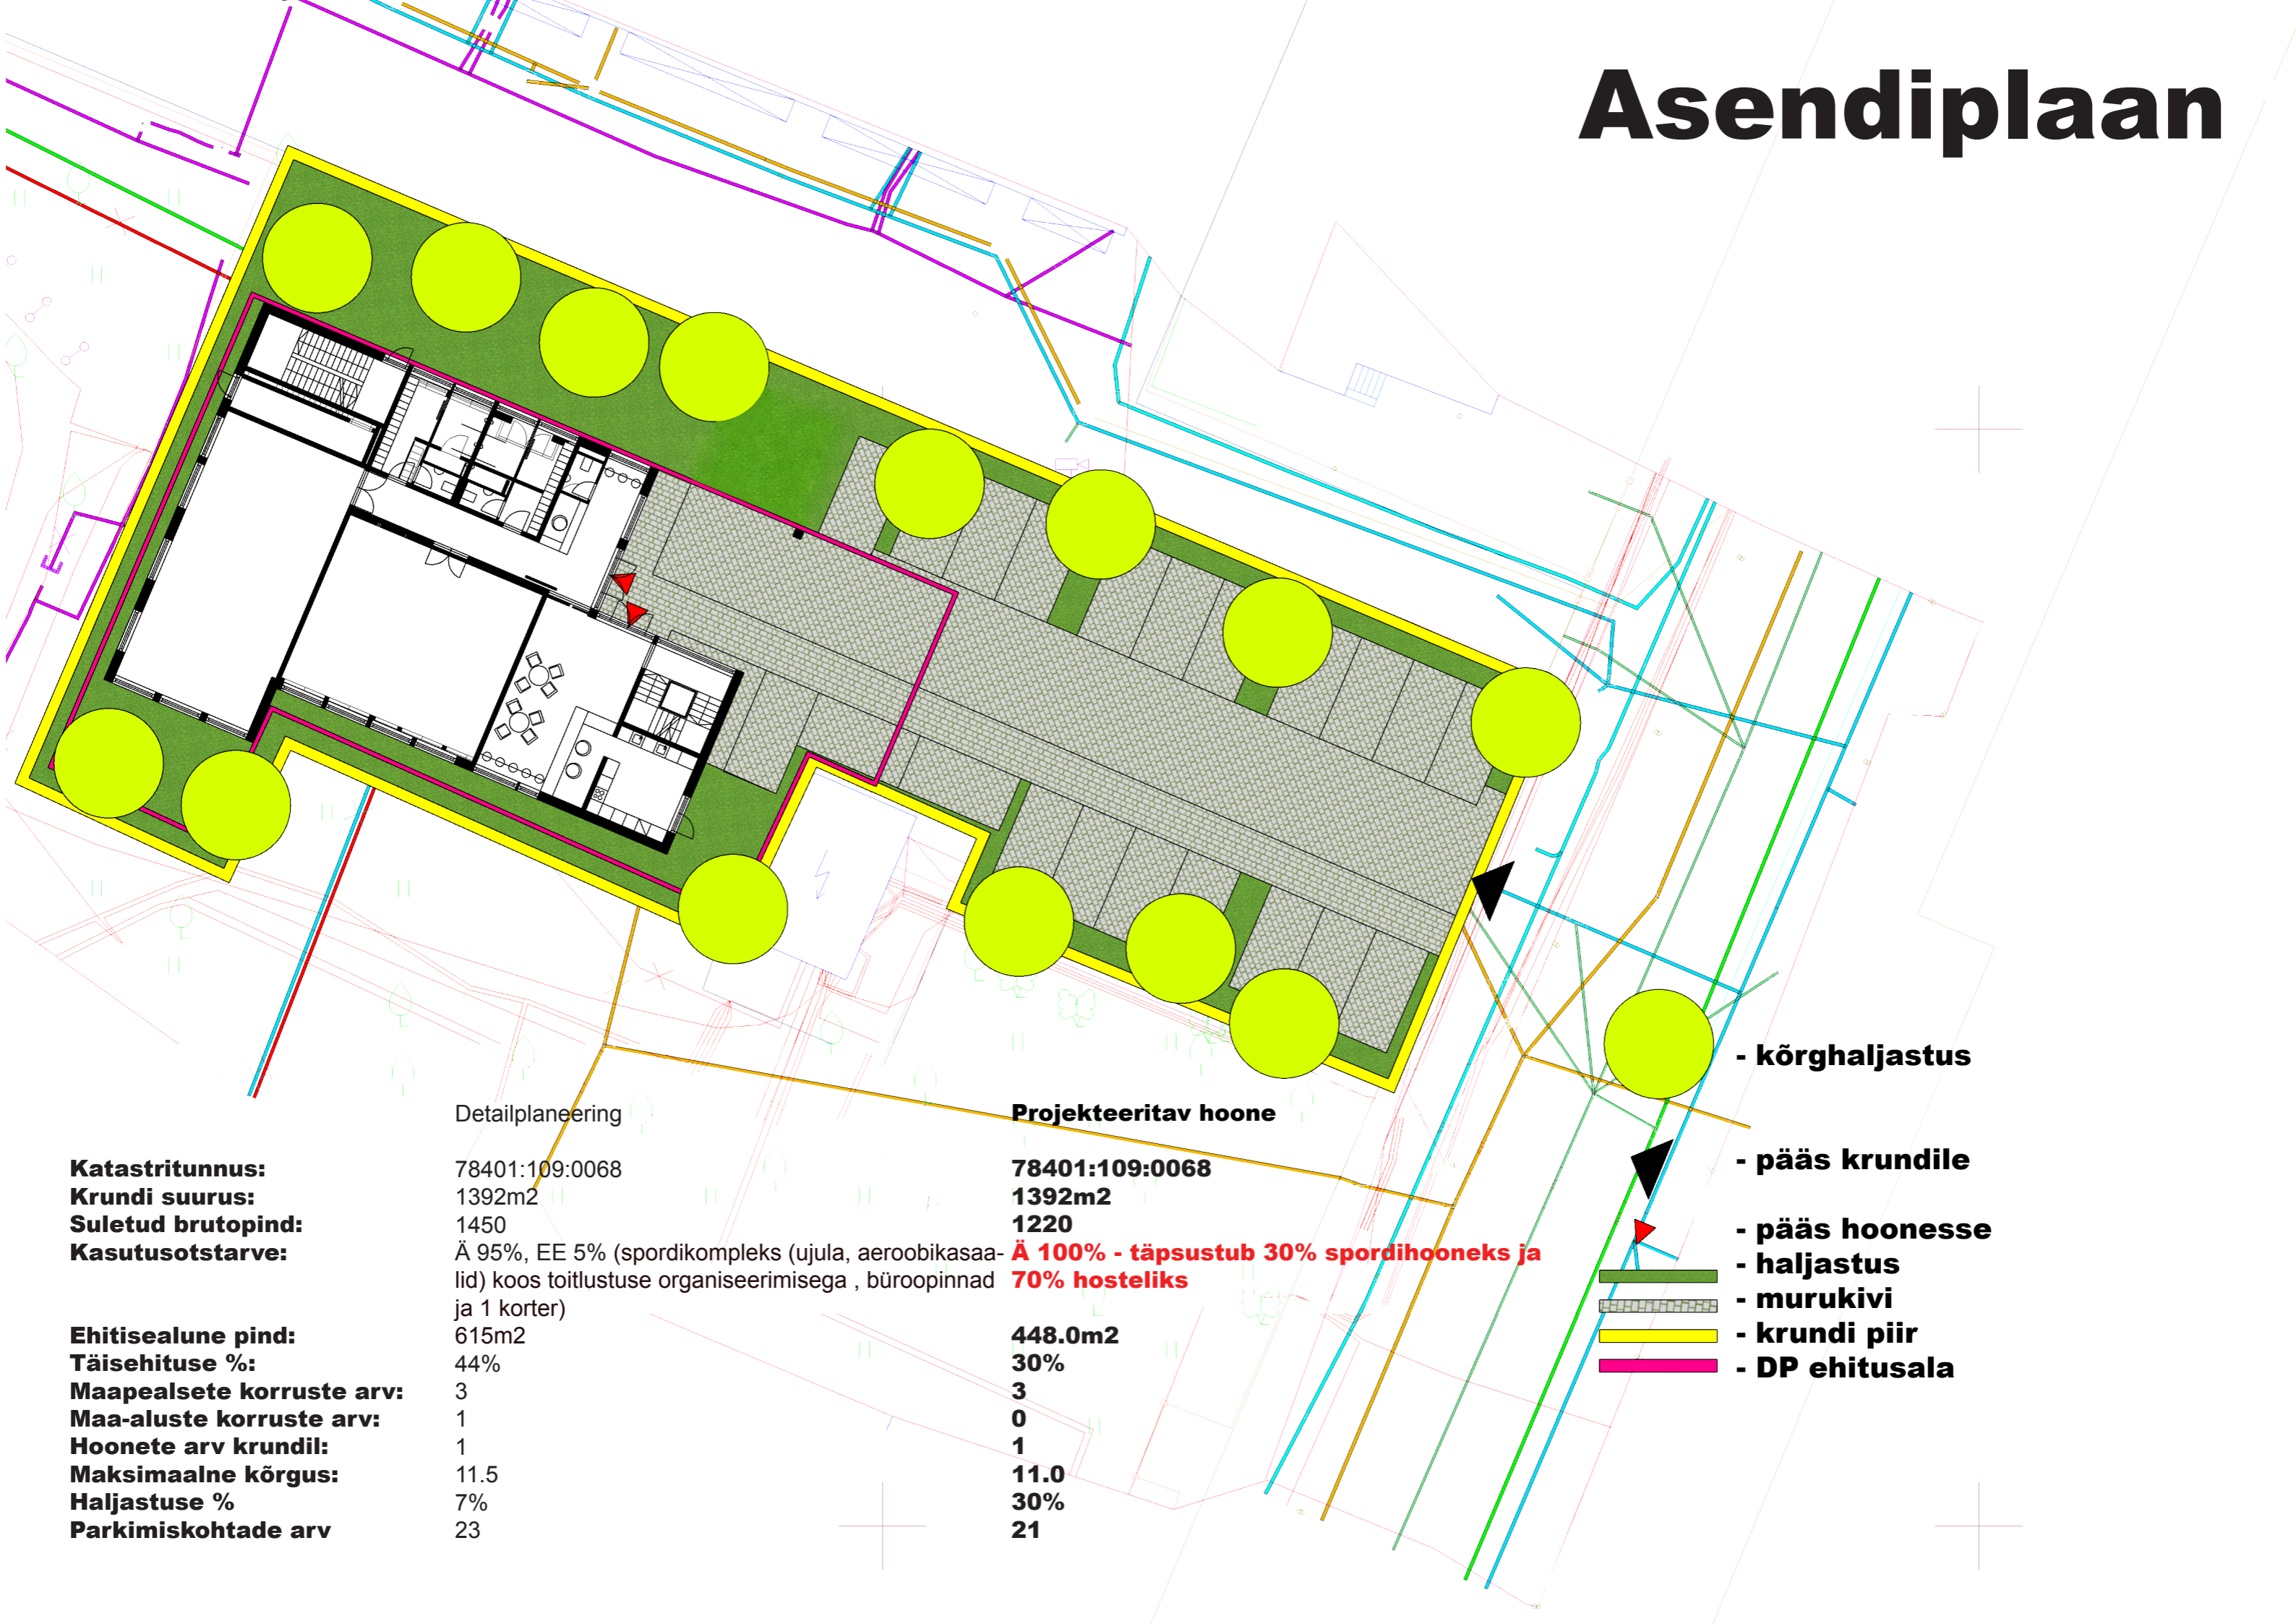 Asendiplaan
E
- kõrghaljastus
- pääs krundile
- pääs hoonesse
- haljastus
- murukivi
- krundi piir
- DP ehitusala
Detailplaneering Projekteeritav hoone
Katastritunnus: 78401:109:0068 78401:109:0068
Krundi suurus: 1392m2 1392m2
Suletud brutopind: 1450 1220
Kasutusotstarve: Ä 95%, EE 5% (spordikompleks (ujula, aeroobikasaa- Ä 100% - täpsustub 30% spordihooneks ja
lid) koos toitlustuse organiseerimisega , büroopinnad 70% hosteliks
ja 1 korter)
Ehitisealune pind: 615m2 448.0m2
Täisehituse %: 44% 30%
Maapealsete korruste arv: 3 3
Maa-aluste korruste arv: 1 0
Hoonete arv krundil: 1 1
Maksimaalne kõrgus: 11.5 11.0
Haljastuse % 7% 30%
Parkimiskohtade arv 23 21